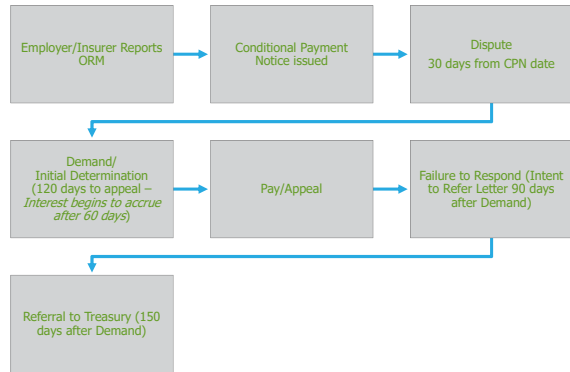 Employer/Insurer Reports
ORM
Conditional Payment
Notice issued
Dispute
30 days from CPN date
Demand/
Initial Determination
(120 days to appeal –
Interest begins to accrue
after 60 days)
Pay/Appeal
Failure to Respond (Intent
to Refer Letter 90 days
after Demand)
Referral to Treasury (150
days after Demand)